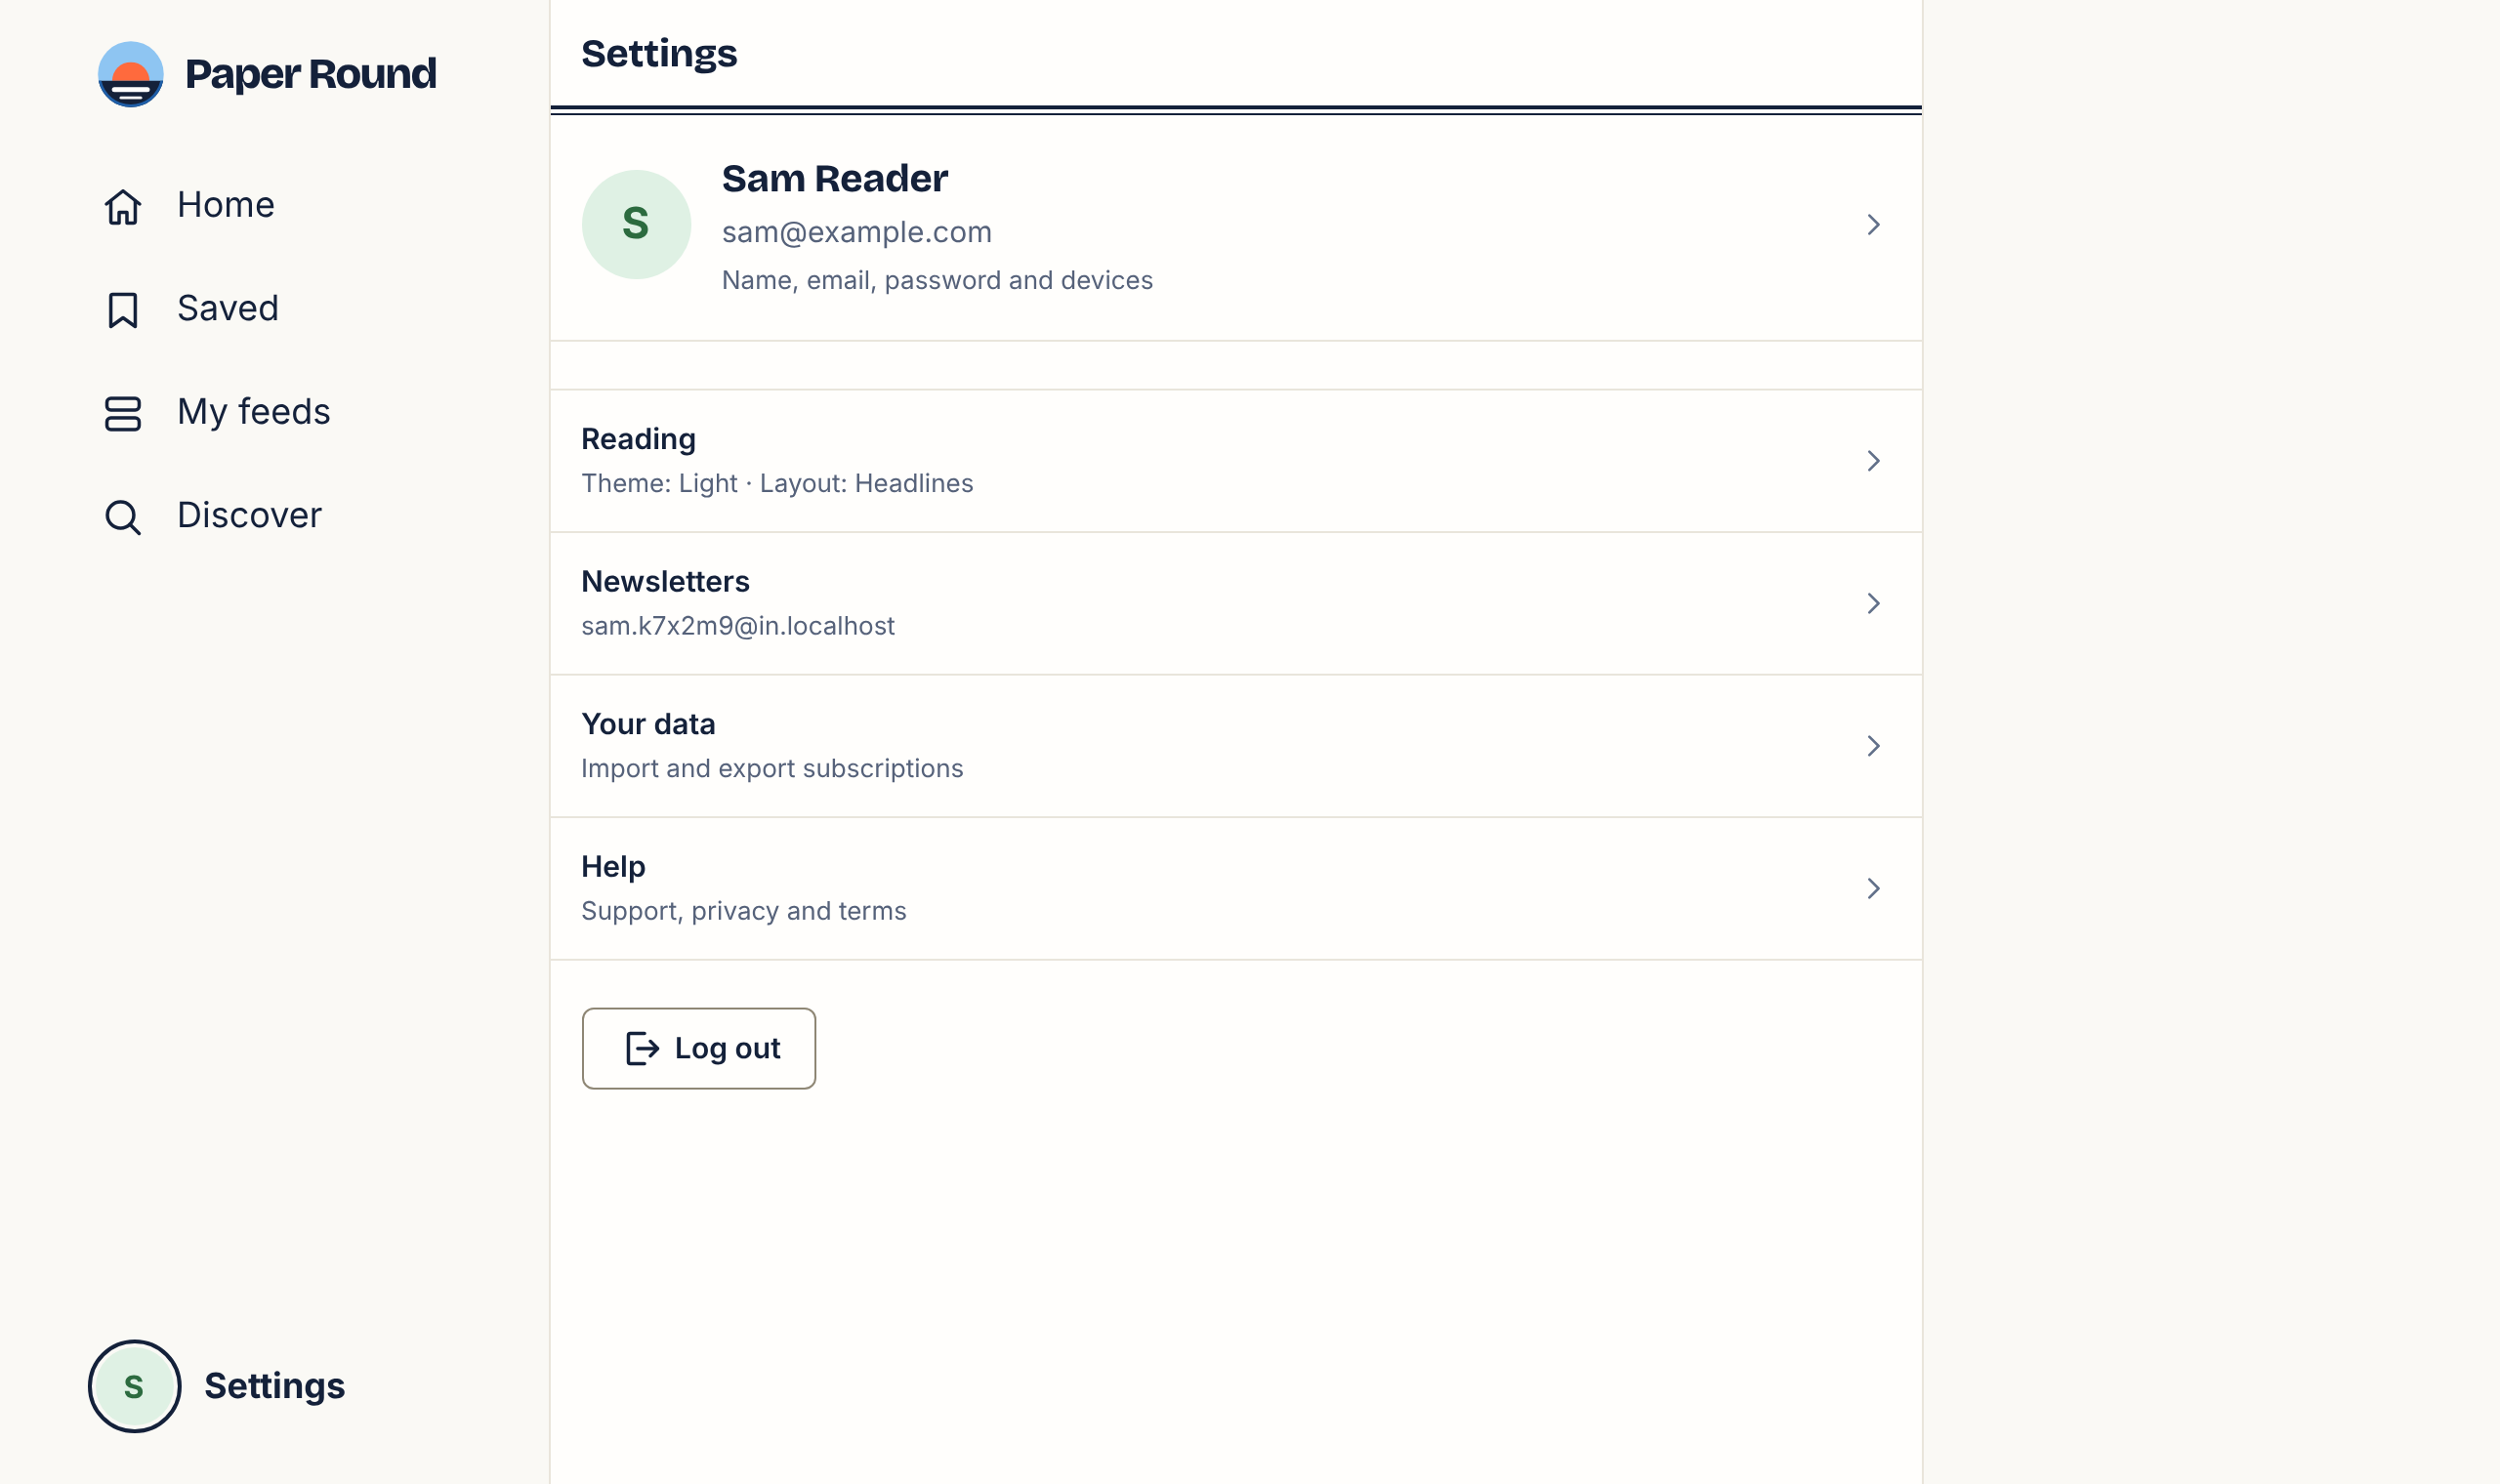 Paper Round
Home
Saved
My feeds
Discover
S
Settings
Settings
S
Sam Reader
sam@example.com
Name, email, password and devices
Reading
Theme: Light · Layout: Headlines
Newsletters
sam.k7x2m9@in.localhost
Your data
Import and export subscriptions
Help
Support, privacy and terms
Log out